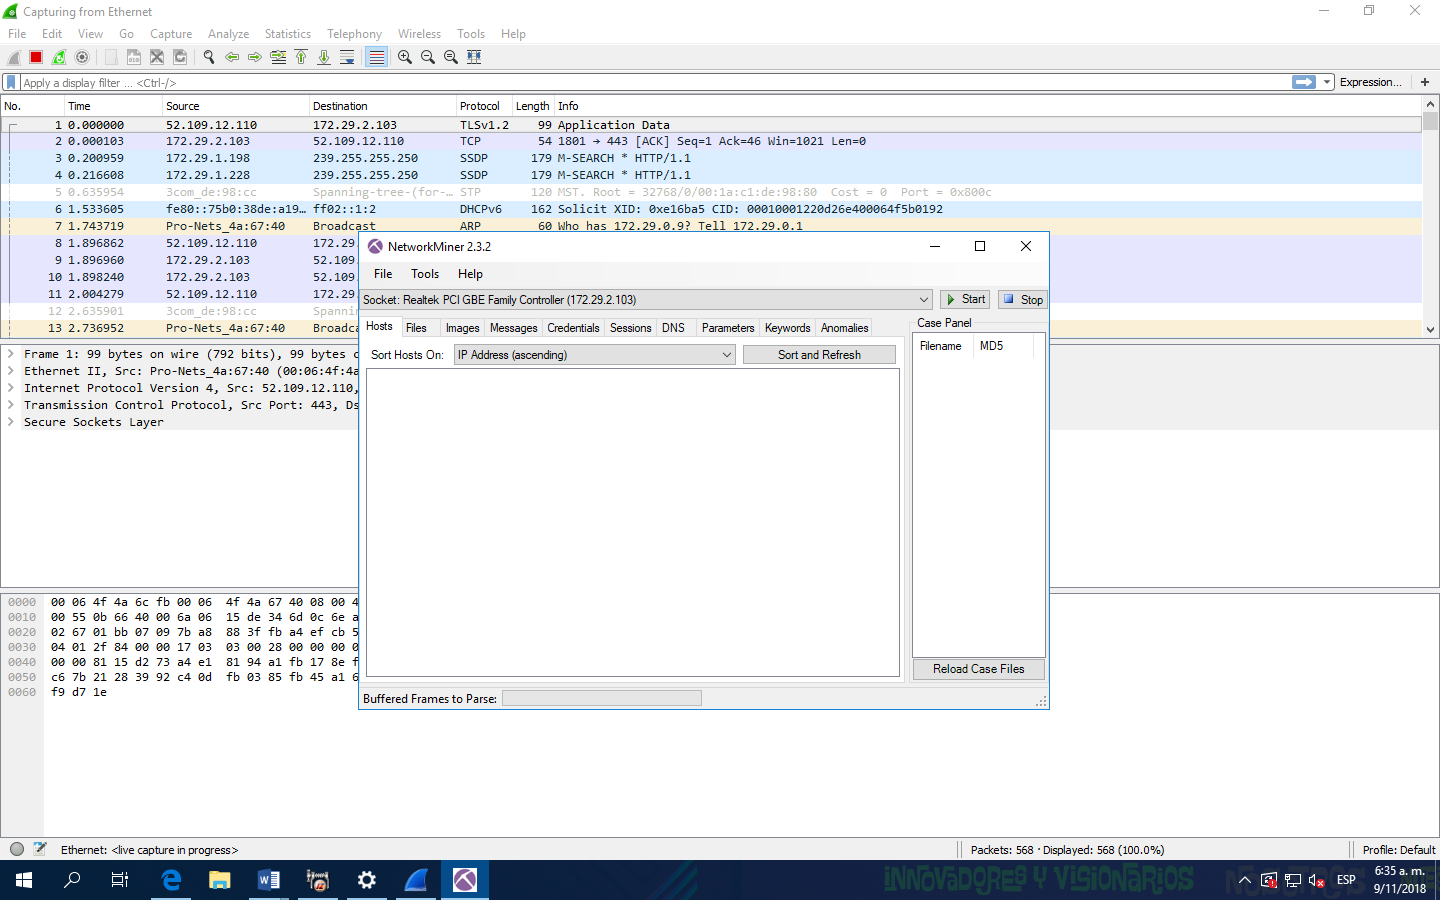 Capturing from Ethernet
File Edit View Go Capture Analyze Statistics Telephony Wireless Tools Help
Apply a display filter ... <Ctrl-/> Expression... +
No. Time Source Destination Protocol Length Info
1 0.000000 52.109.12.110 172.29.2.103 TLSv1.2 99 Application Data
2 0.000103 172.29.2.103 52.109.12.110 TCP 54 1801 → 443 [ACK] Seq=1 Ack=46 Win=1021 Len=0
3 0.200959 172.29.1.198 239.255.255.250 SSDP 179 M-SEARCH * HTTP/1.1
4 0.216608 172.29.1.228 239.255.255.250 SSDP 179 M-SEARCH * HTTP/1.1
5 0.635954 3com_de:98:cc Spanning-tree-(for-... STP 120 MST. Root = 32768/0/00:1a:c1:de:98:80 Cost = 0 Port = 0x800c
6 1.533605 fe80::75b0:38de:a19... ff02::1:2 DHCPv6 162 Solicit XID: 0xe16ba5 CID: 00010001220d26e400064f5b0192
7 1.743719 Pro-Nets_4a:67:40 Broadcast ARP 60 Who has 172.29.0.9? Tell 172.29.0.1
8 1.896862 52.109.12.110 172.29
9 1.896960 172.29.2.103 52.109
10 1.898240 172.29.2.103 52.109
11 2.004279 52.109.12.110 172.29
12 2.635901 3com_de:98:cc Spannin
13 2.736952 Pro-Nets_4a:67:40 Broadca
Frame 1: 99 bytes on wire (792 bits), 99 bytes c
Ethernet II, Src: Pro-Nets_4a:67:40 (00:06:4f:4a
Internet Protocol Version 4, Src: 52.109.12.110,
Transmission Control Protocol, Src Port: 443, Ds
Secure Sockets Layer
0000 00 06 4f 4a 6c fb 00 06 4f 4a 67 40 08 00 4
0010 00 55 0b 66 40 00 6a 06 15 de 34 6d 0c 6e a
0020 02 67 01 bb 07 09 7b a8 88 3f fb a4 ef cb 5
0030 04 01 2f 84 00 00 17 03 03 00 28 00 00 00 0
0040 00 00 81 15 d2 73 a4 e1 81 94 a1 fb 17 8e f
0050 c6 7b 21 28 39 92 c4 0d fb 03 85 fb 45 a1 6
0060 f9 d7 1e
NetworkMiner 2.3.2
File Tools Help
Socket: Realtek PCI GBE Family Controller (172.29.2.103) Start Stop
Hosts Files Images Messages Credentials Sessions DNS Parameters Keywords Anomalies
Case Panel
Sort Hosts On: IP Address (ascending) Sort and Refresh
Filename MD5
Reload Case Files
Buffered Frames to Parse:
Ethernet: <live capture in progress> Packets: 568 · Displayed: 568 (100.0%) Profile: Default
INNOVADORES Y VISIONARIOS
ESP
6:35 a. m.
9/11/2018